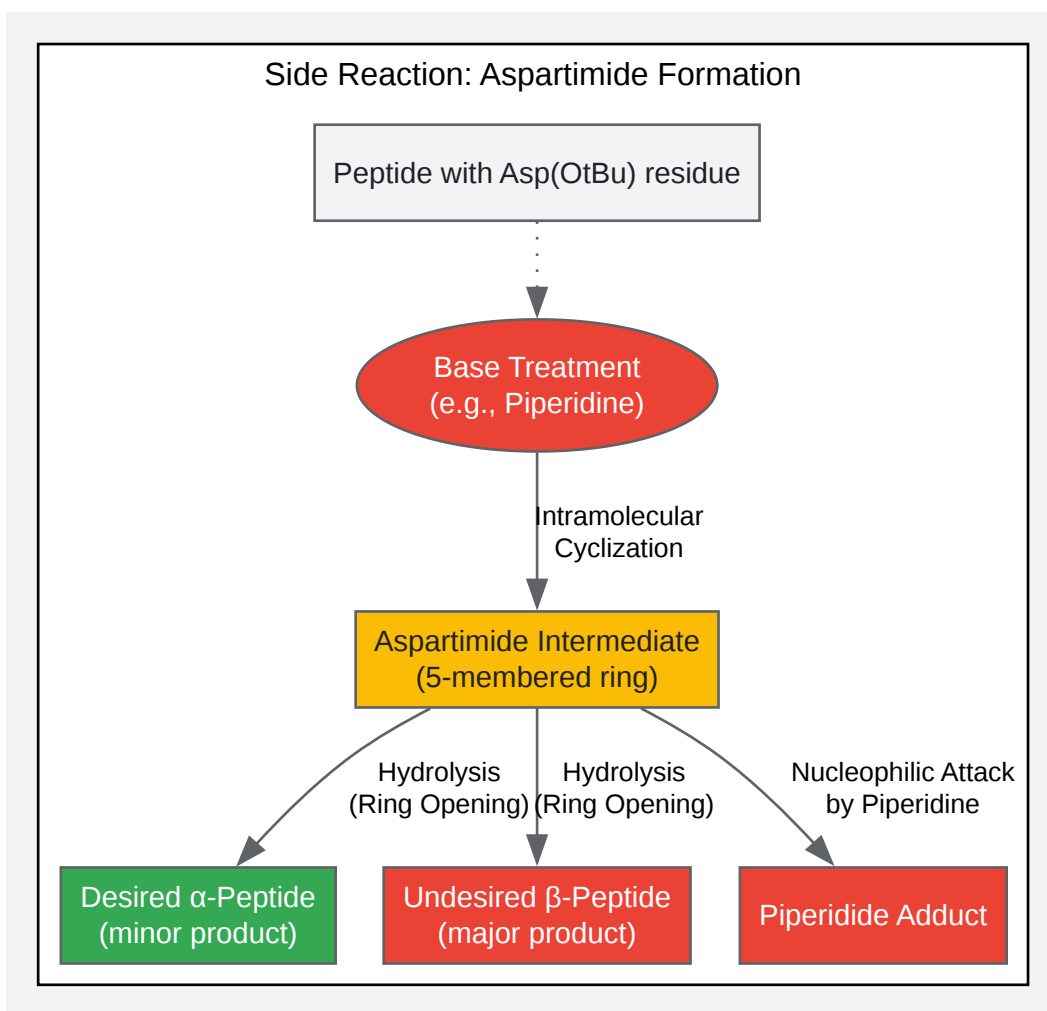 Side Reaction: Aspartimide Formation
Peptide with Asp(OtBu) residue
Base Treatment
(e.g., Piperidine)
Intramolecular
Cyclization
Aspartimide Intermediate
(5-membered ring)
Hydrolysis
(Ring Opening)
Hydrolysis
(Ring Opening)
Nucleophilic Attack
by Piperidine
Desired α-Peptide
(minor product)
Undesired β-Peptide
(major product)
Piperidide Adduct